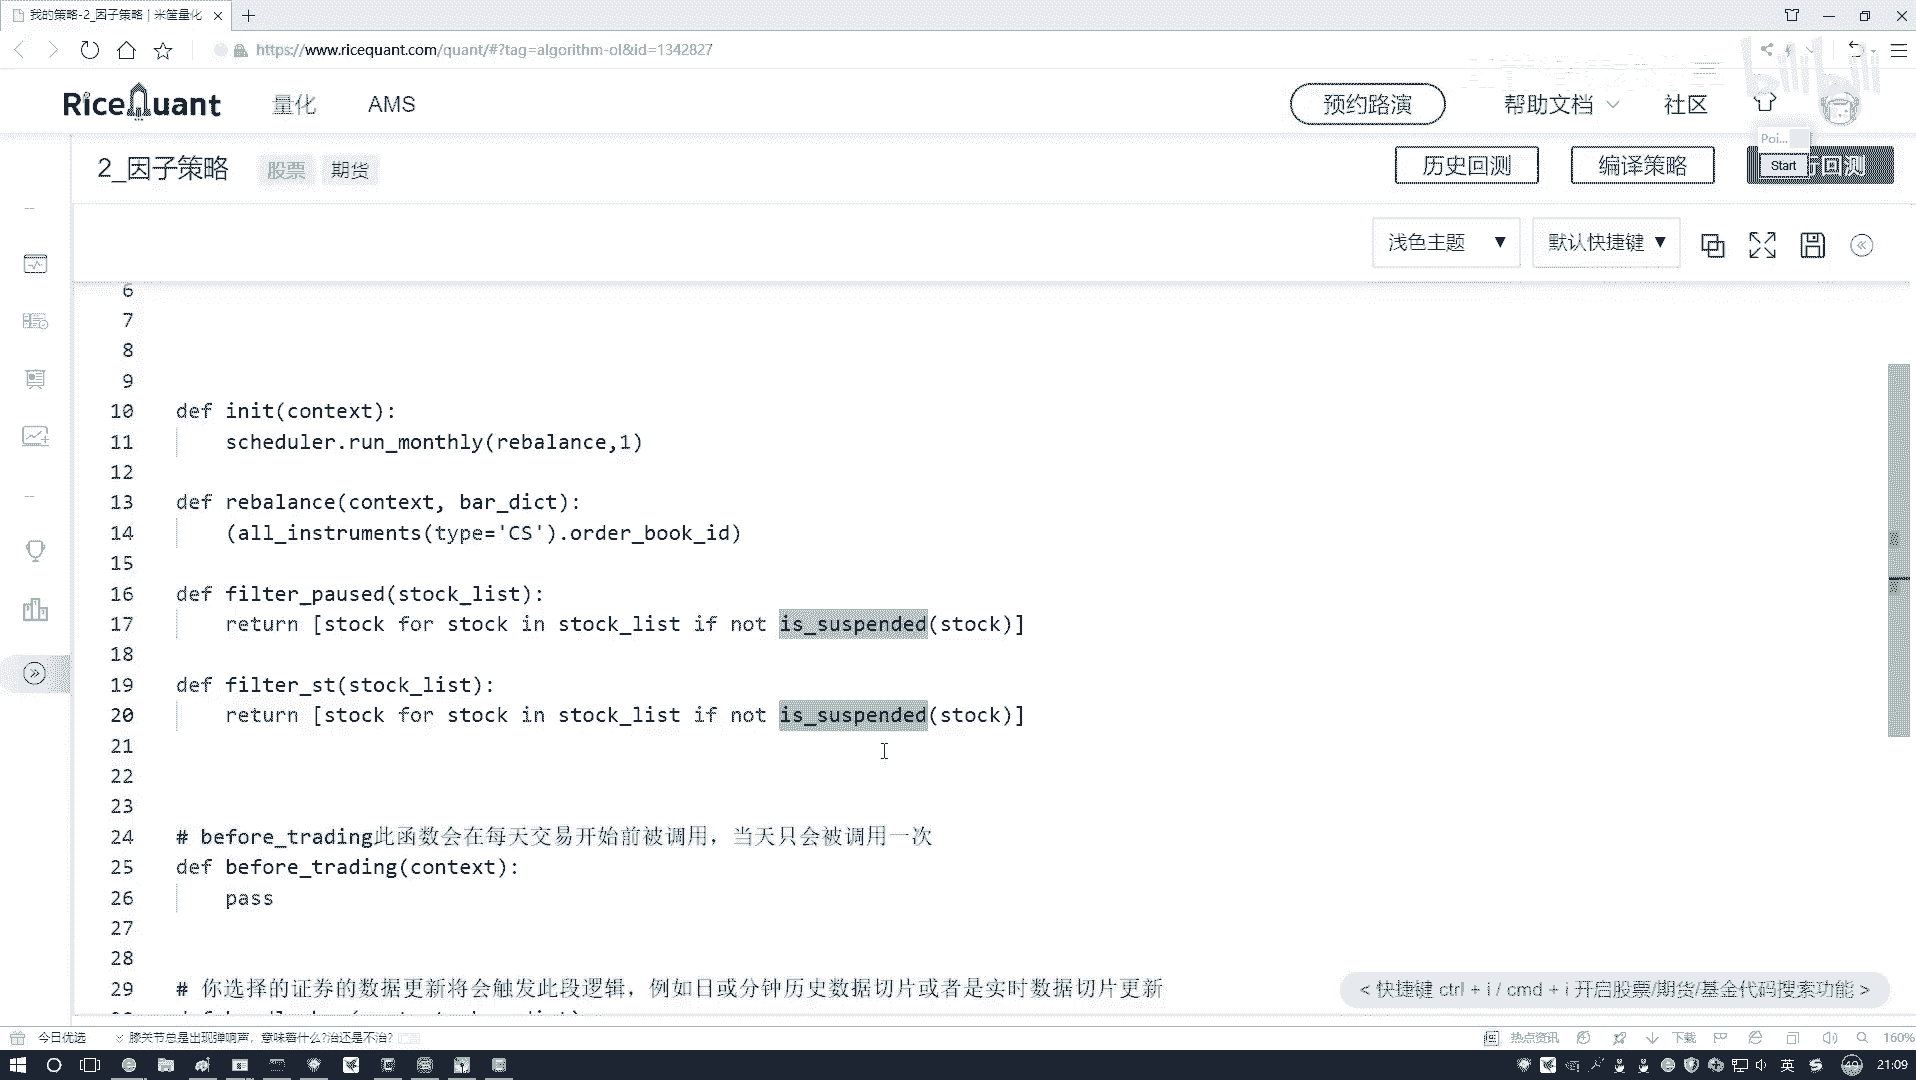 我的策略-2_因子策略 | 米筐量化
https://www.ricequant.com/quant/#?tag=algorithm-ol&id=1342827
bilibili
RiceQuant 量化 AMS 预约路演 帮助文档 社区
Poi...
2_因子策略 股票 期货 历史回测 编译策略 Start 回测
浅色主题 ▼ 默认快捷键 ▼
6
7
8
9
10 def init(context):
11 scheduler.run_monthly(rebalance,1)
12
13 def rebalance(context, bar_dict):
14 (all_instruments(type='CS').order_book_id)
15
16 def filter_paused(stock_list):
17 return [stock for stock in stock_list if not is_suspended(stock)]
18
19 def filter_st(stock_list):
20 return [stock for stock in stock_list if not is_suspended(stock)]
21
22
23
24 # before_trading此函数会在每天交易开始前被调用，当天只会被调用一次
25 def before_trading(context):
26 pass
27
28
29 # 你选择的证券的数据更新将会触发此段逻辑，例如日或分钟历史数据切片或者是实时数据切片更新
< 快捷键 ctrl + i / cmd + i 开启股票/期货/基金代码搜索功能 >
今日优选 膝关节总是出现弹响声，意味着什么?治还是不治? 热点资讯 下载 160%
英 21:09